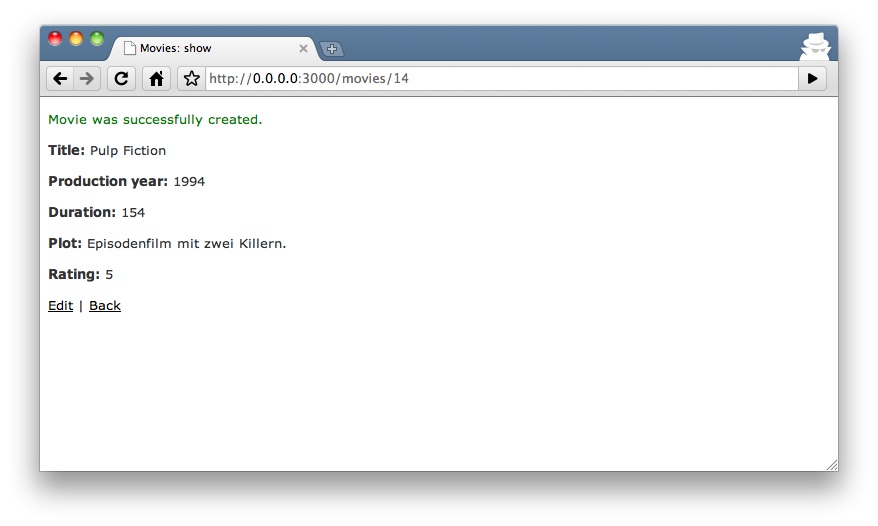 Movies: show
http://0.0.0.0:3000/movies/14
Movie was successfully created.
Title: Pulp Fiction
Production year: 1994
Duration: 154
Plot: Episodenfilm mit zwei Killern.
Rating: 5
Edit | Back